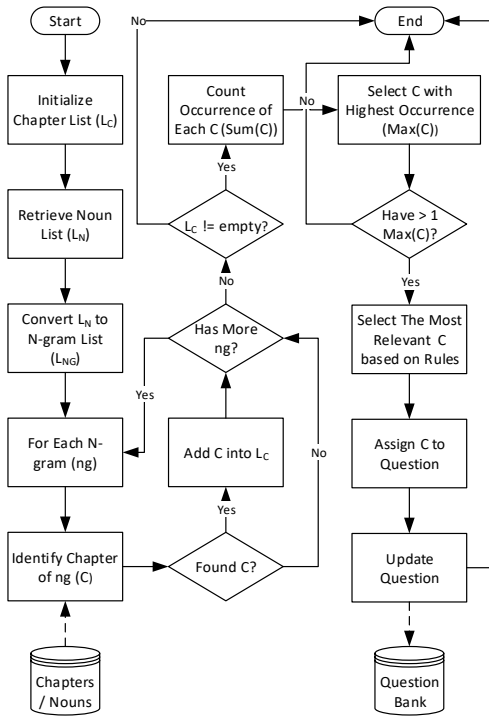 Start
Initialize
Chapter List (LC)
Retrieve Noun
List (LN)
Convert LN to
N-gram List
(LNG)
For Each N-
gram (ng)
Identify Chapter
of ng (C)
Chapters
/ Nouns
No
Count
Occurrence of
Each C (Sum(C))
Yes
LC != empty?
No
Has More
ng?
Yes
Add C into LC
No
Yes
Found C?
End
No
Select C with
Highest Occurrence
(Max(C))
Have > 1
Max(C)?
Yes
Select The Most
Relevant C
based on Rules
Assign C to
Question
Update
Question
Question
Bank